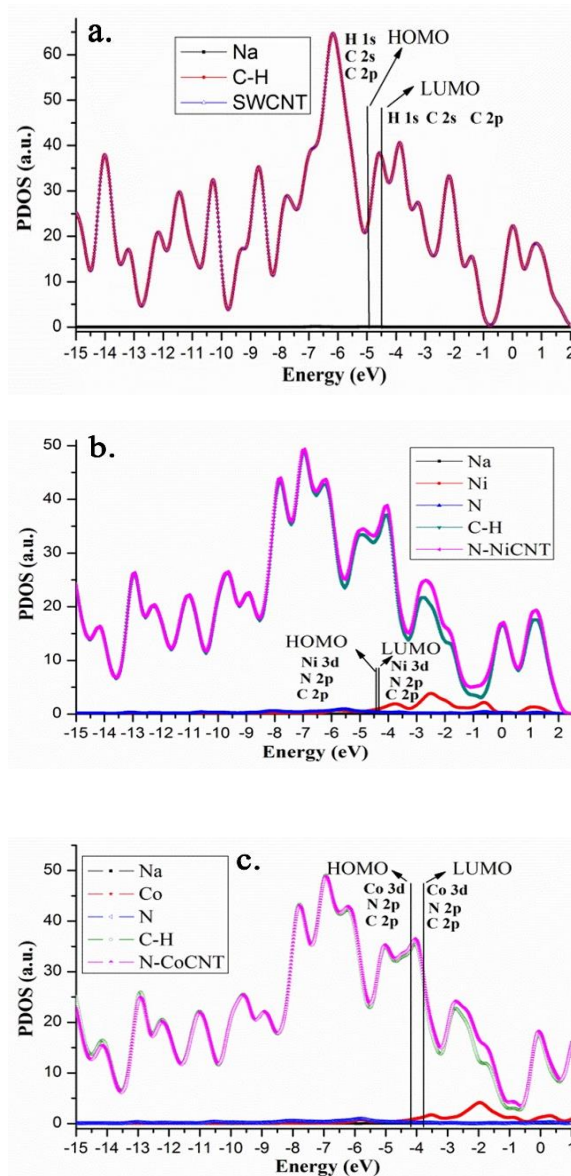 a.
Na
C-H
SWCNT
H 1s
C 2s
C 2p
HOMO
LUMO
H 1s C 2s C 2p
PDOS (a.u.)
60
50
40
30
20
10
0
-15 -14 -13 -12 -11 -10 -9 -8 -7 -6 -5 -4 -3 -2 -1 0 1 2
Energy (eV)
b.
Na
Ni
N
C-H
N-NiCNT
HOMO
Ni 3d
N 2p
C 2p
LUMO
Ni 3d
N 2p
C 2p
PDOS (a.u.)
50
40
30
20
10
0
-15 -14 -13 -12 -11 -10 -9 -8 -7 -6 -5 -4 -3 -2 -1 0 1 2
Energy (eV)
c.
Na
Co
N
C-H
N-CoCNT
HOMO
Co 3d
N 2p
C 2p
LUMO
Co 3d
N 2p
C 2p
PDOS (a.u.)
50
40
30
20
10
0
-15 -14 -13 -12 -11 -10 -9 -8 -7 -6 -5 -4 -3 -2 -1 0 1
Energy (eV)